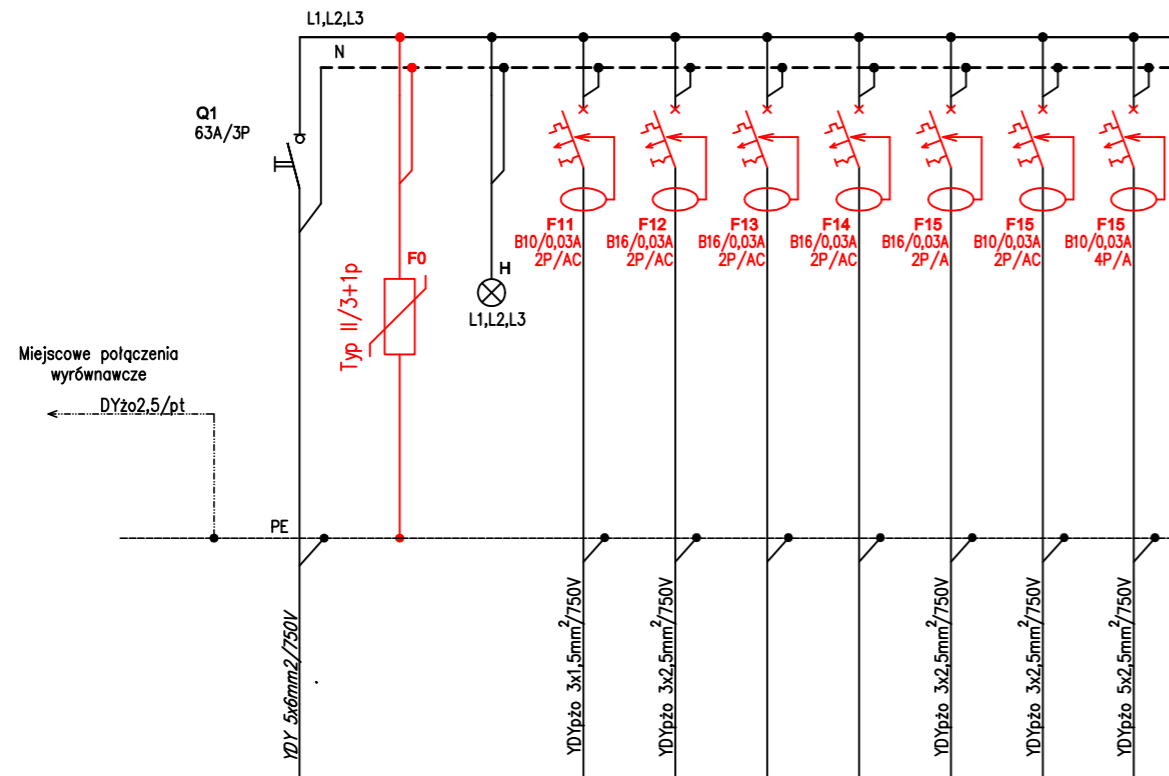 L1,L2,L3
N
Q1
63A/3P
F0
Typ II/3+1p
H
L1,L2,L3
F11
B10/0,03A
2P/AC
F12
B16/0,03A
2P/AC
F13
B16/0,03A
2P/AC
F14
B16/0,03A
2P/AC
F15
B16/0,03A
2P/A
F15
B10/0,03A
2P/AC
F15
B10/0,03A
4P/A
Miejscowe połączenia
wyrównawcze
DYżo2,5/pt
PE
YDY 5x6mm2/750V
YDYpżo 3x1,5mm²/750V
YDYpżo 3x2,5mm²/750V
YDYpżo 3x2,5mm²/750V
YDYpżo 3x2,5mm²/750V
YDYpżo 5x2,5mm²/750V